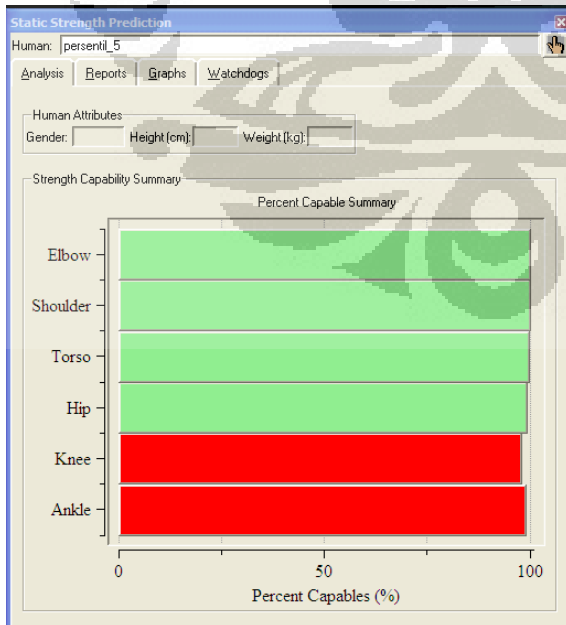 Static Strength Prediction
Human: persentil_5
Analysis Reports Graphs Watchdogs
Human Attributes
Gender: Height (cm): Weight (kg):
Strength Capability Summary
Percent Capable Summary
Elbow
Shoulder
Torso
Hip
Knee
Ankle
0 50 100
Percent Capables (%)